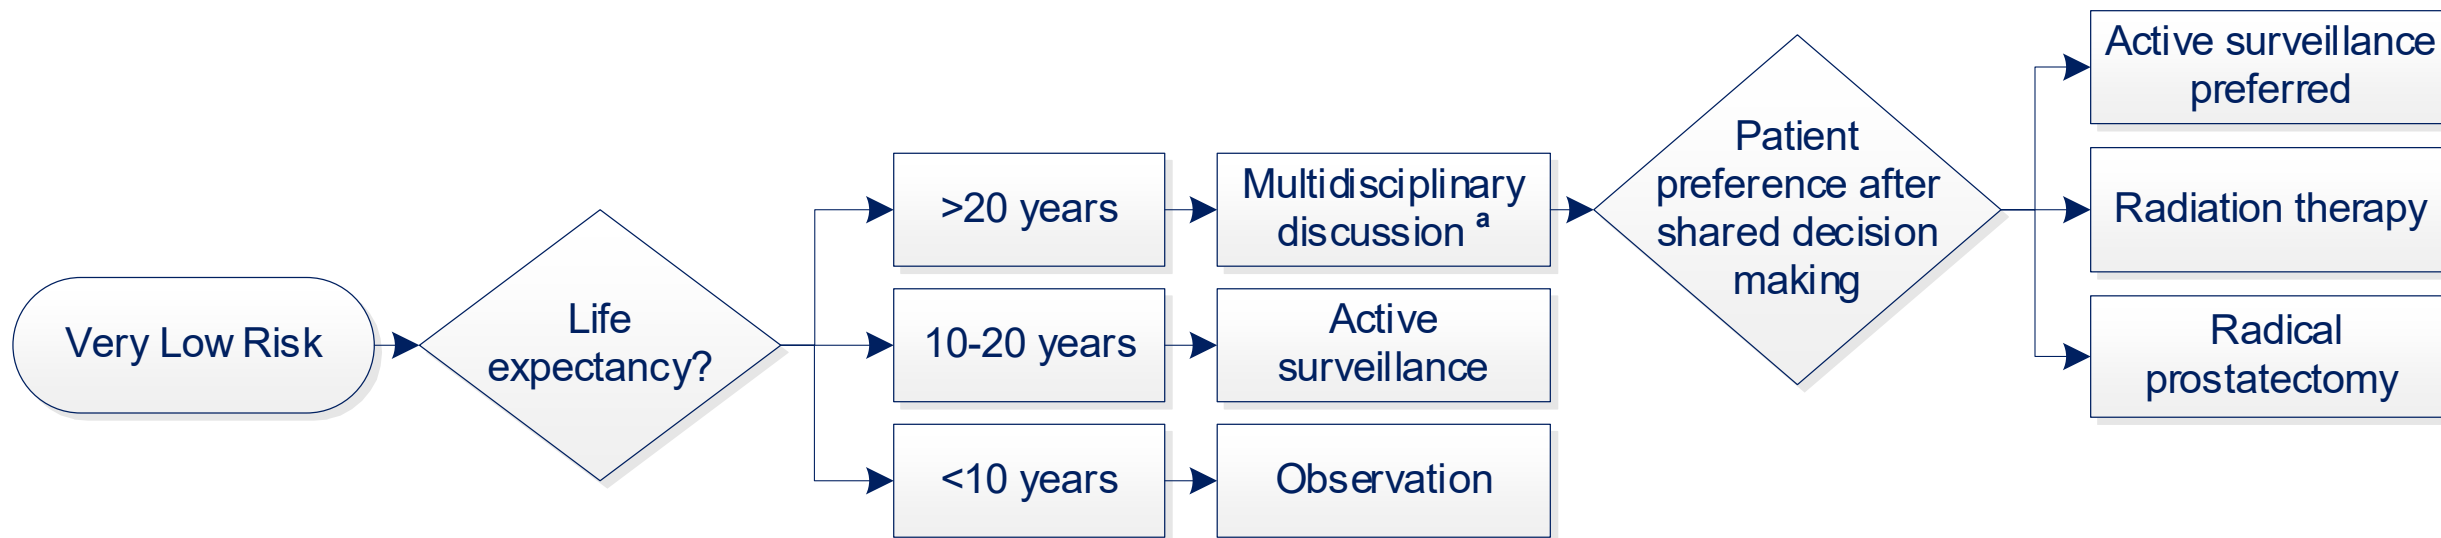 Very Low Risk
Life
expectancy?
>20 years
10-20 years
<10 years
Multidisciplinary
discussion a
Active
surveillance
Observation
Patient
preference after
shared decision
making
Active surveillance
preferred
Radiation therapy
Radical
prostatectomy